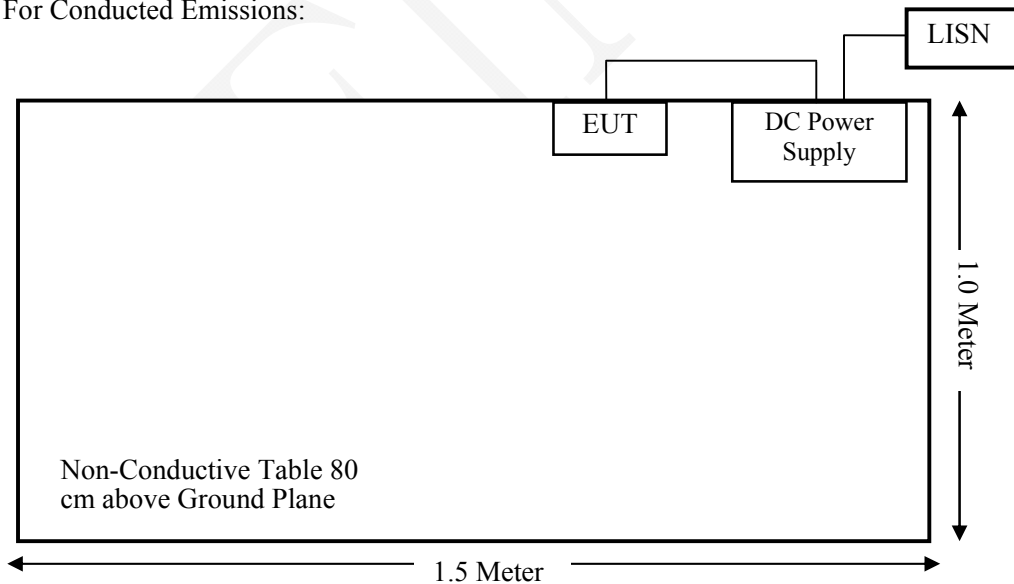 For Conducted Emissions:
LISN
EUT
DC Power
Supply
1.0 Meter
Non-Conductive Table 80
cm above Ground Plane
1.5 Meter